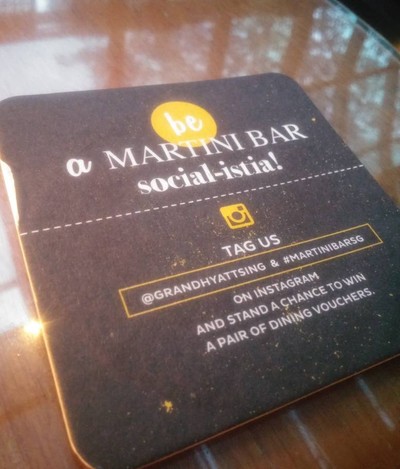 be
a MARTINI BAR
social-istia!
TAG US
@GRANDHYATTSING & #MARTINIBARSG
ON INSTAGRAM
AND STAND A CHANCE TO WIN
A PAIR OF DINING VOUCHERS.